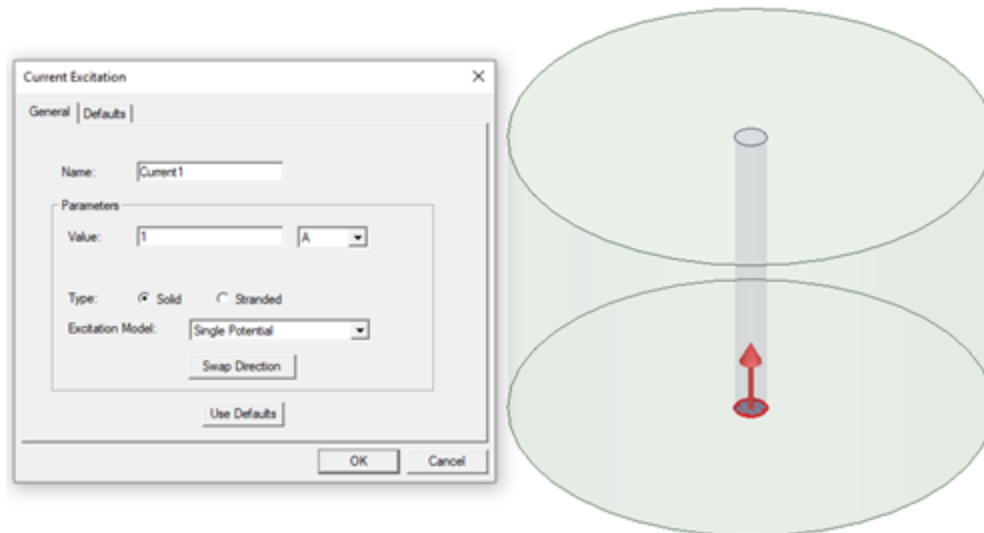 Current Excitation
General
Defaults
Name: Current1
Parameters
Value: 1 A
Type: Solid Stranded
Excitation Model: Single Potential
Swap Direction
Use Defaults
OK Cancel